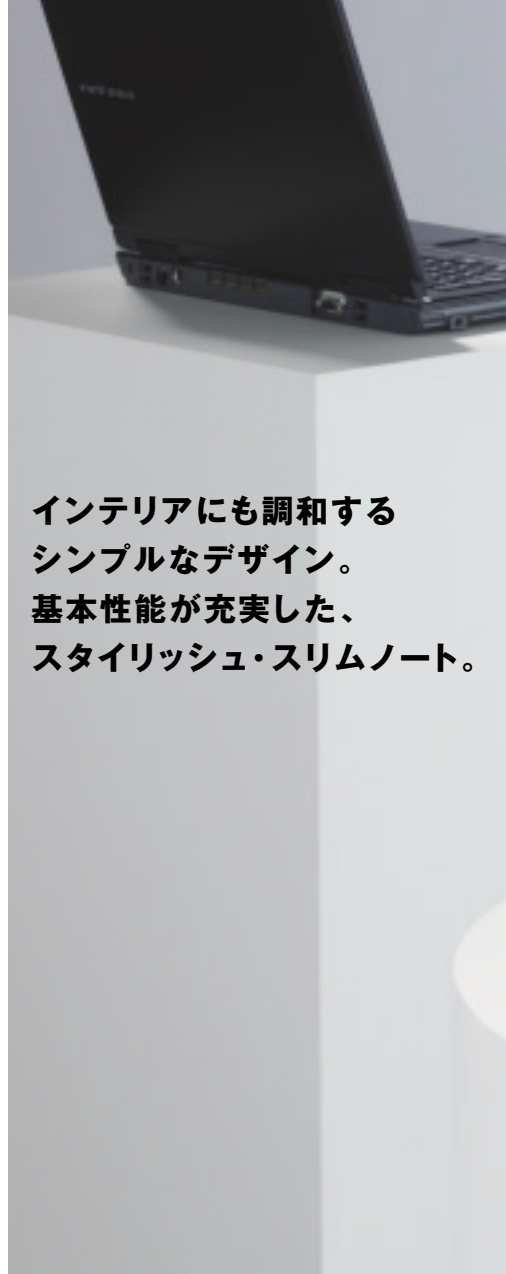 インテリアにも調和する
シンプルなデザイン。
基本性能が充実した、
スタイリッシュ・スリムノート。